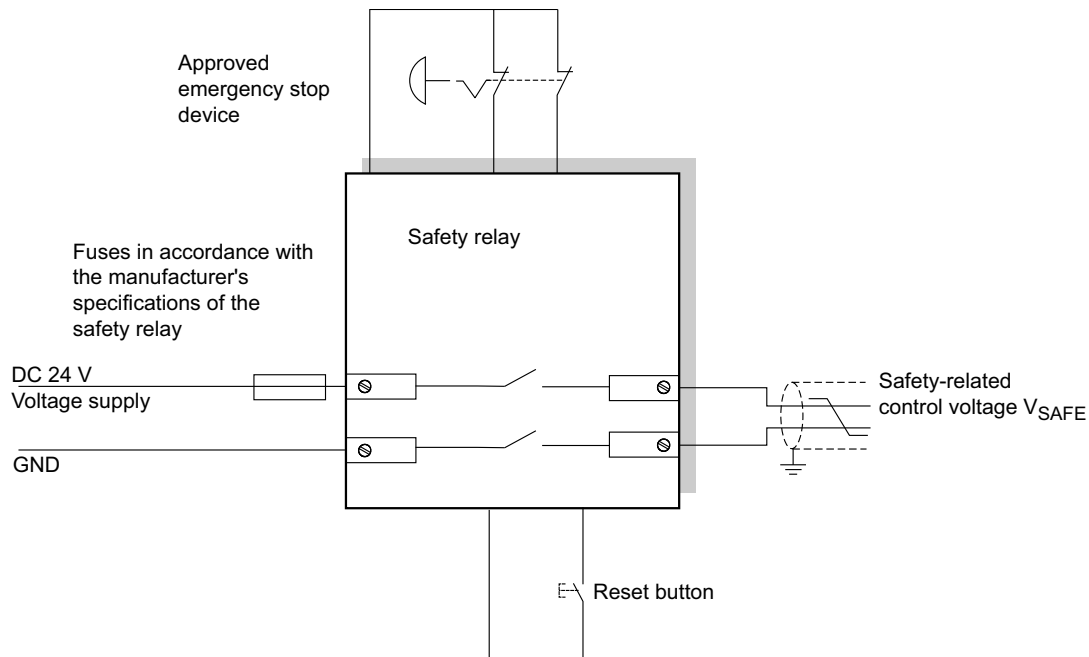 Approved
emergency stop
device
Safety relay
Fuses in accordance with
the manufacturer's
specifications of the
safety relay
DC 24 V
Voltage supply
GND
Safety-related
control voltage VSAFE
Reset button